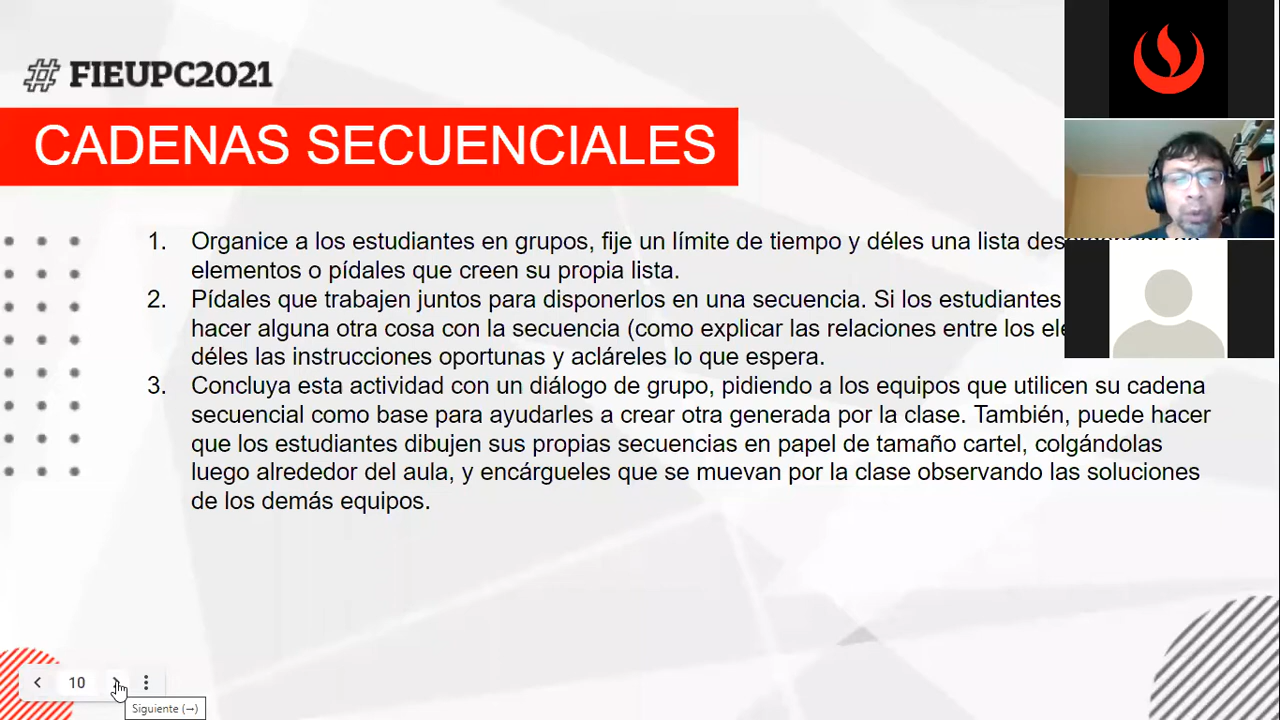 # FIEUPC2021
CADENAS SECUENCIALES
1. Organice a los estudiantes en grupos, fije un límite de tiempo y déles una lista
elementos o pídales que creen su propia lista.
2. Pídales que trabajen juntos para disponerlos en una secuencia. Si los estudiantes
hacer alguna otra cosa con la secuencia (como explicar las relaciones entre los
déles las instrucciones oportunas y acláreles lo que espera.
3. Concluya esta actividad con un diálogo de grupo, pidiendo a los equipos que utilicen su cadena
secuencial como base para ayudarles a crear otra generada por la clase. También, puede hacer
que los estudiantes dibujen sus propias secuencias en papel de tamaño cartel, colgándolas
luego alrededor del aula, y encárgueles que se muevan por la clase observando las soluciones
de los demás equipos.
10
Siguiente (→)